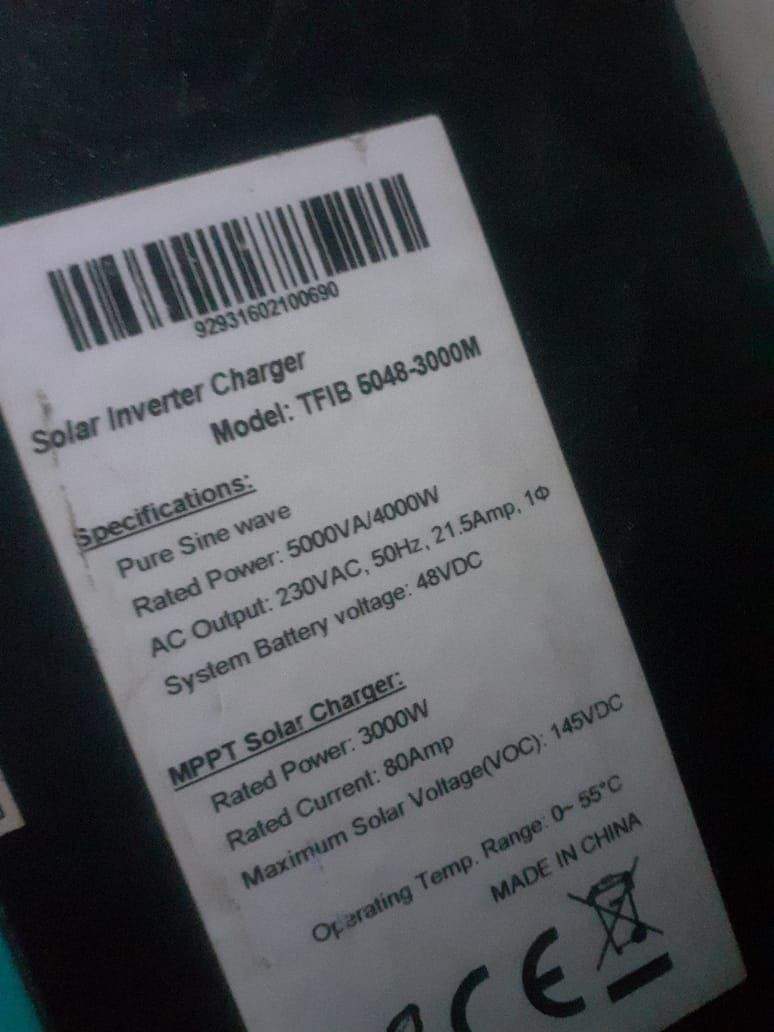 92931602100690
Solar Inverter Charger
Model: TFIB 5048-3000M
Specifications:
Pure Sine wave
Rated Power: 5000VA/4000W
AC Output: 230VAC, 50Hz, 21.5Amp, 1Φ
System Battery voltage: 48VDC
MPPT Solar Charger:
Rated Power: 3000W
Rated Current: 80Amp
Maximum Solar Voltage(VOC): 145VDC
Operating Temp. Range: 0~ 55°C
MADE IN CHINA
CE